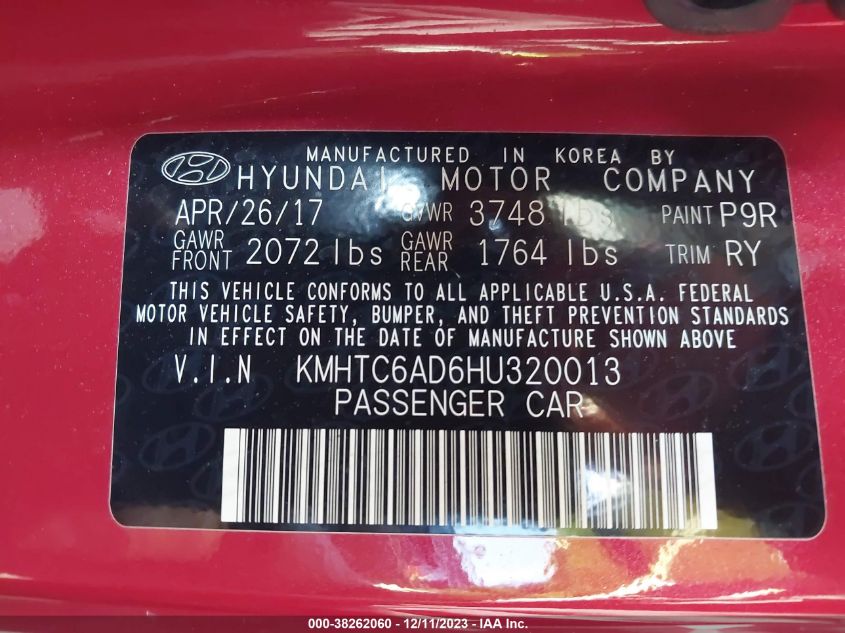 MANUFACTURED IN KOREA BY
HYUNDAI MOTOR COMPANY
APR/26/17 GVWR 3748 lbs PAINT P9R
GAWR FRONT 2072 lbs GAWR REAR 1764 lbs TRIM RY
THIS VEHICLE CONFORMS TO ALL APPLICABLE U.S.A. FEDERAL
MOTOR VEHICLE SAFETY, BUMPER, AND THEFT PREVENTION STANDARDS
IN EFFECT ON THE DATE OF MANUFACTURE SHOWN ABOVE
V.I.N KMHTC6AD6HU320013
PASSENGER CAR
000-38262060 - 12/11/2023 - IAA Inc.